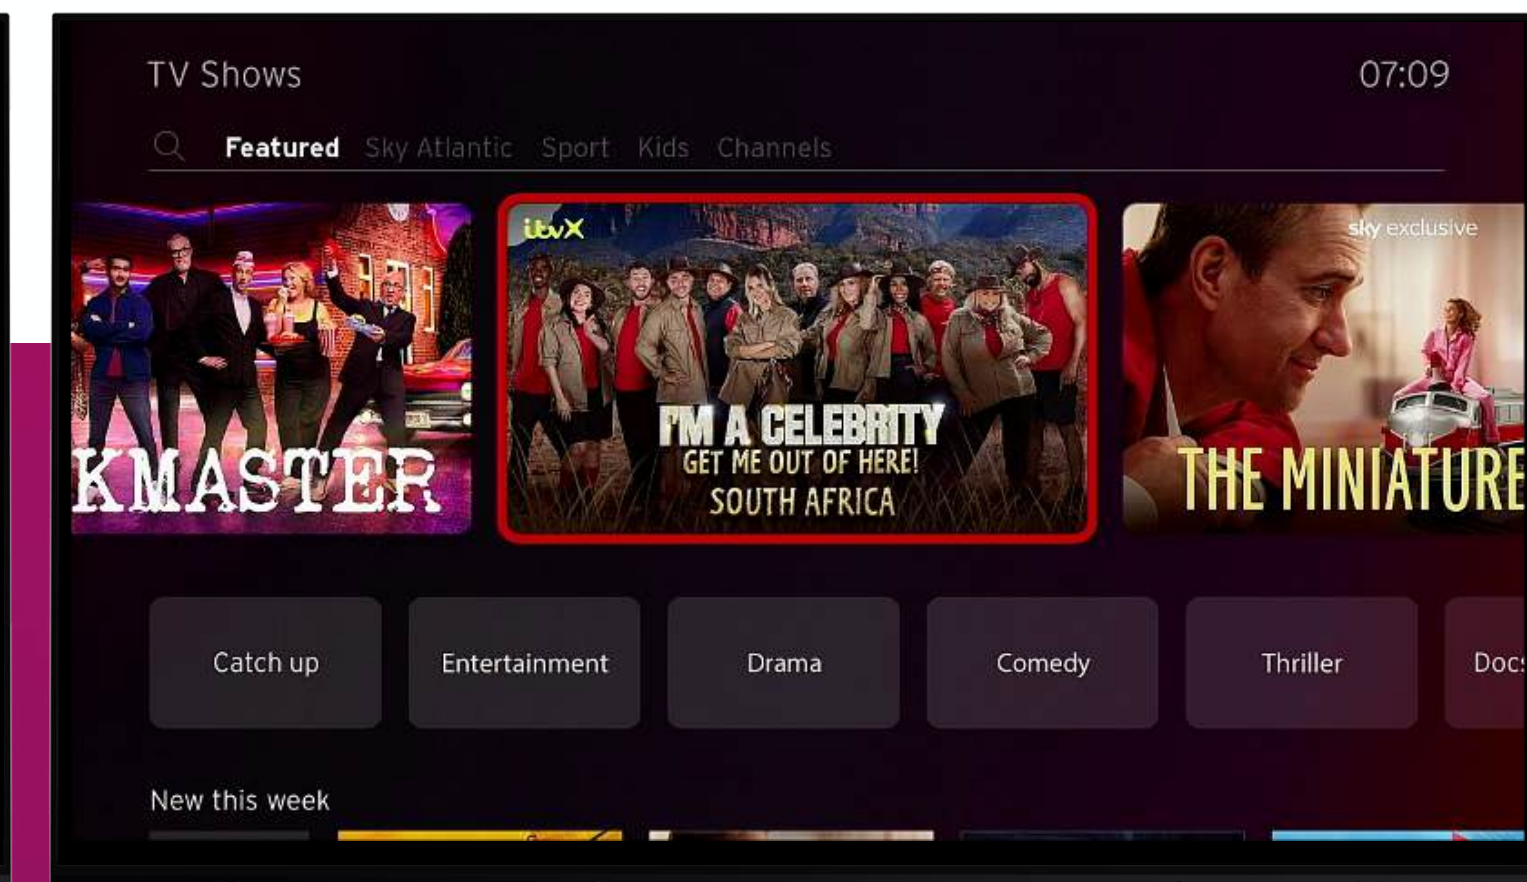 TV Shows
07:09
Featured Sky Atlantic Sport Kids Channels
itvX
sky exclusive
KMASTER
I'M A CELEBRITY
GET ME OUT OF HERE!
SOUTH AFRICA
THE MINIATURE
Catch up
Entertainment
Drama
Comedy
Thriller
Docs
New this week